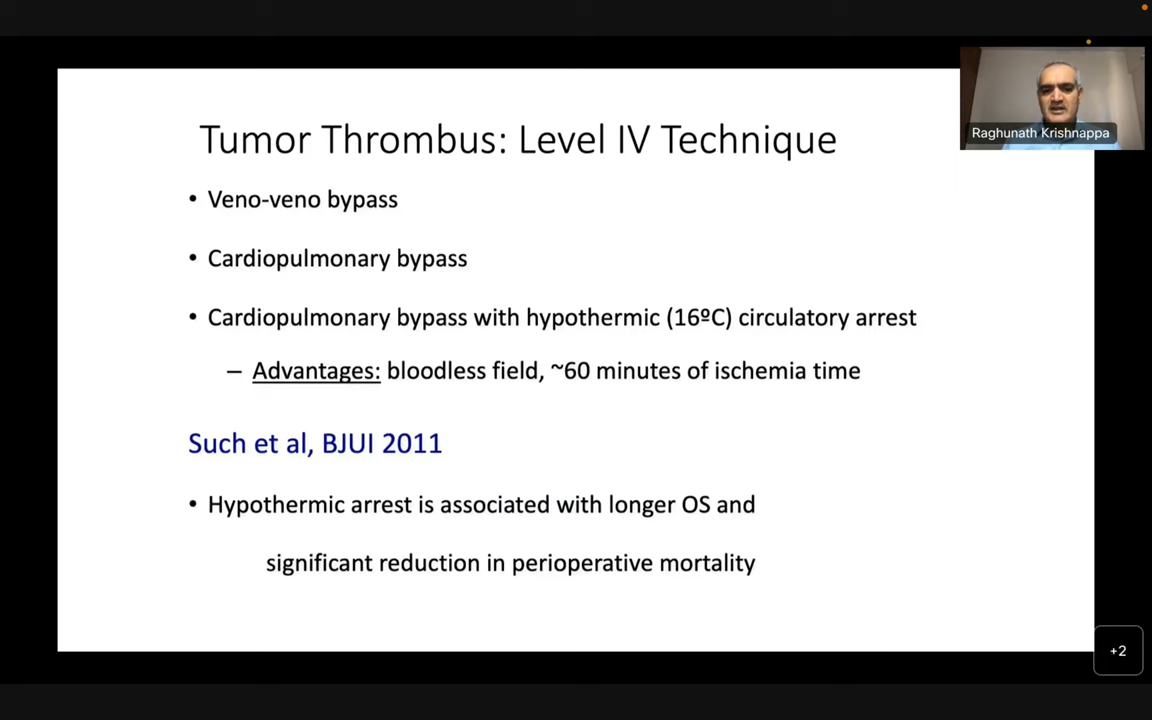 Tumor Thrombus: Level IV Technique
Raghunath Krishnappa
• Veno-veno bypass
• Cardiopulmonary bypass
• Cardiopulmonary bypass with hypothermic (16ºC) circulatory arrest
– Advantages: bloodless field, ~60 minutes of ischemia time
Such et al, BJUI 2011
• Hypothermic arrest is associated with longer OS and
significant reduction in perioperative mortality
+2